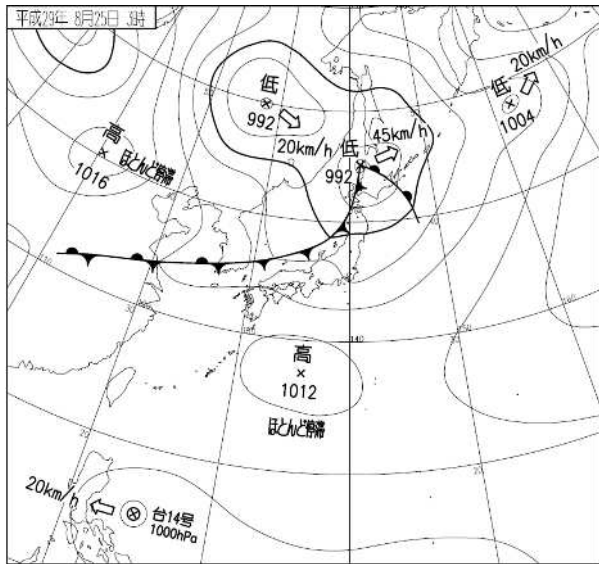 平成29年 8月25日 9時
20km/h
低
1004
低
992
20km/h
45km/h
低
992
高
1016
ほとんど停滞
高
1012
ほとんど停滞
140
20km/h
台14号
1000hPa